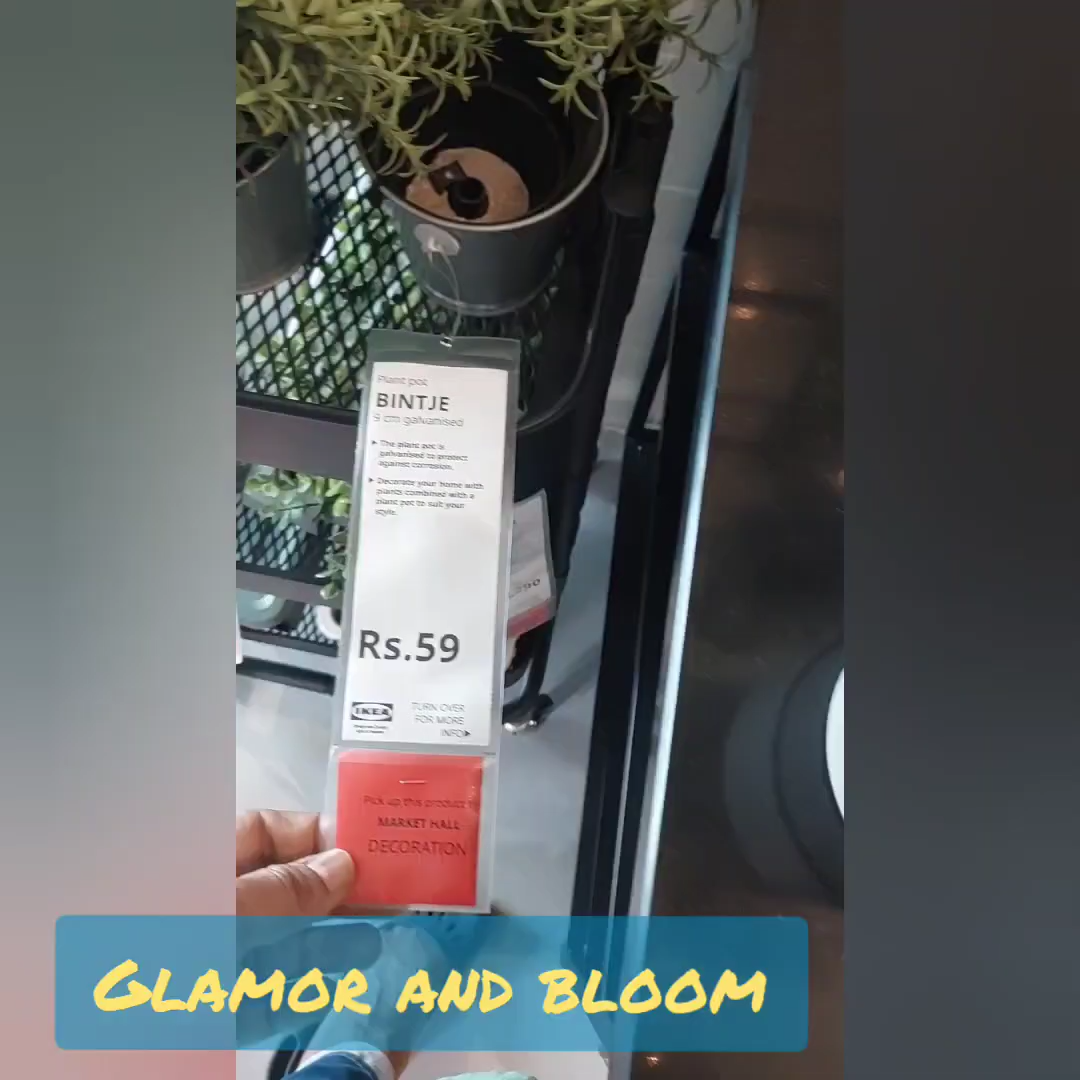 Plant pot
BINTJE
9 cm galvanised
The plant pot is
galvanised to protect
against corrosion.
Decorate your home with
plants combined with a
plant pot to suit your
style.
Rs.59
IKEA
TURN OVER
FOR MORE
INFO
Pick up this product
MARKET HALL
DECORATION
GLAMOR AND BLOOM